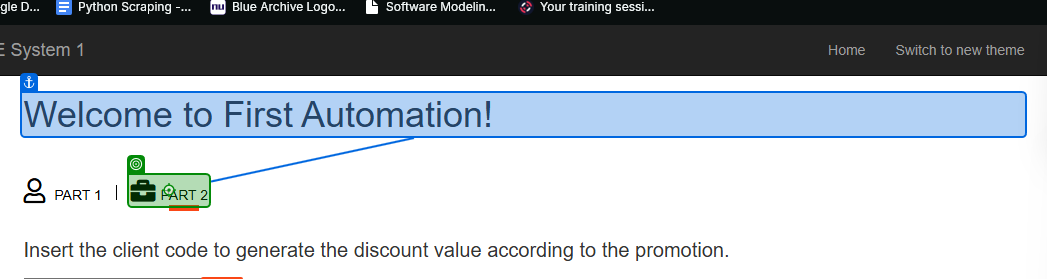 gle D...
Python Scraping -...
nu Blue Archive Logo...
Software Modelin...
Your training sessi...
E System 1
Home
Switch to new theme
Welcome to First Automation!
PART 1 | PART 2
Insert the client code to generate the discount value according to the promotion.